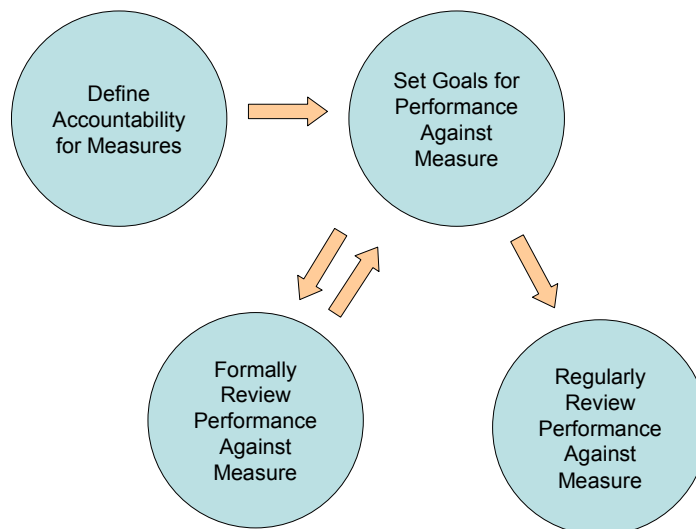 Define
Accountability
for Measures
Set Goals for
Performance
Against
Measure
Formally
Review
Performance
Against
Measure
Regularly
Review
Performance
Against
Measure